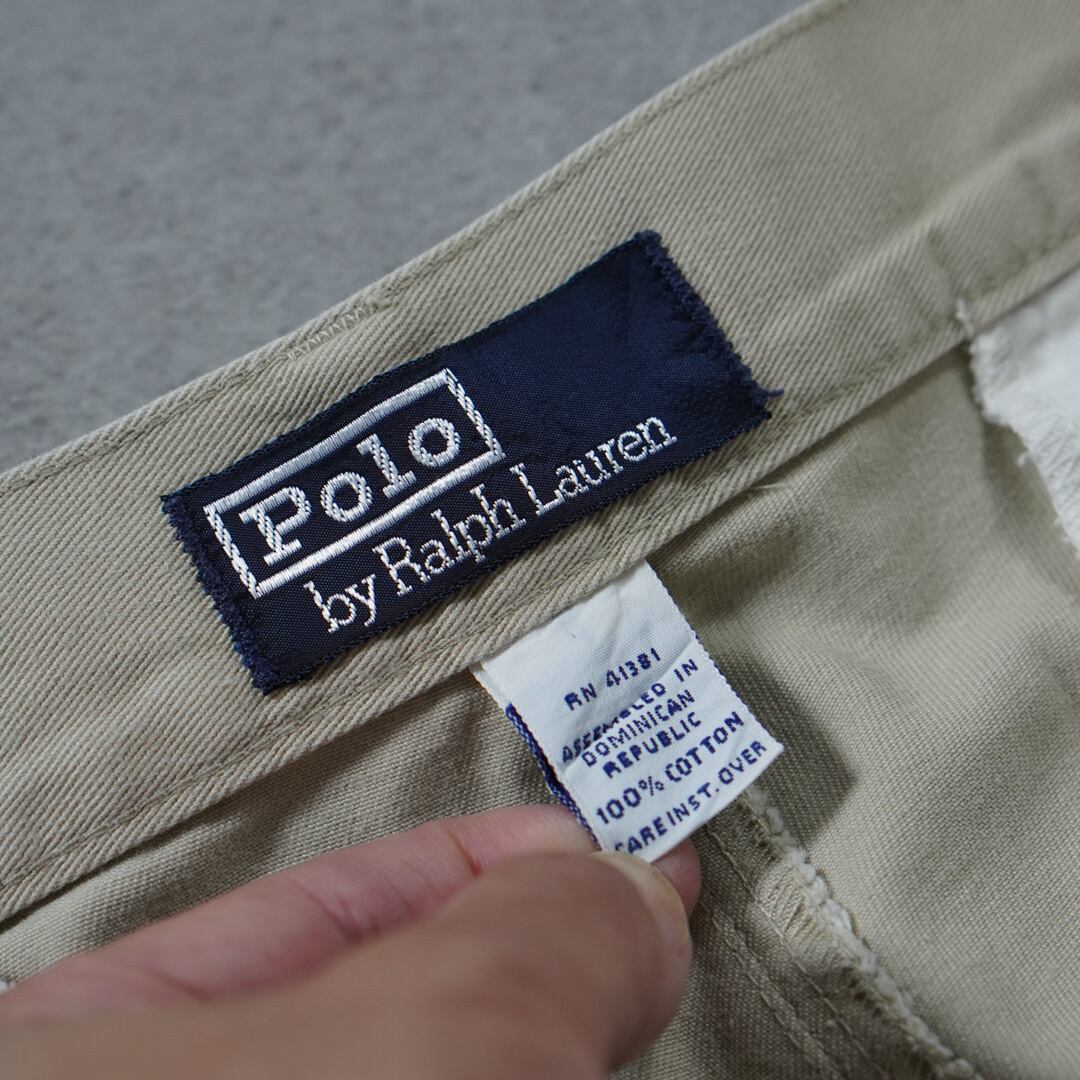 Polo
by Ralph Lauren
RN 41381
ASSEMBLED IN
DOMINICAN
REPUBLIC
100% COTTON
CARE INST. OVER